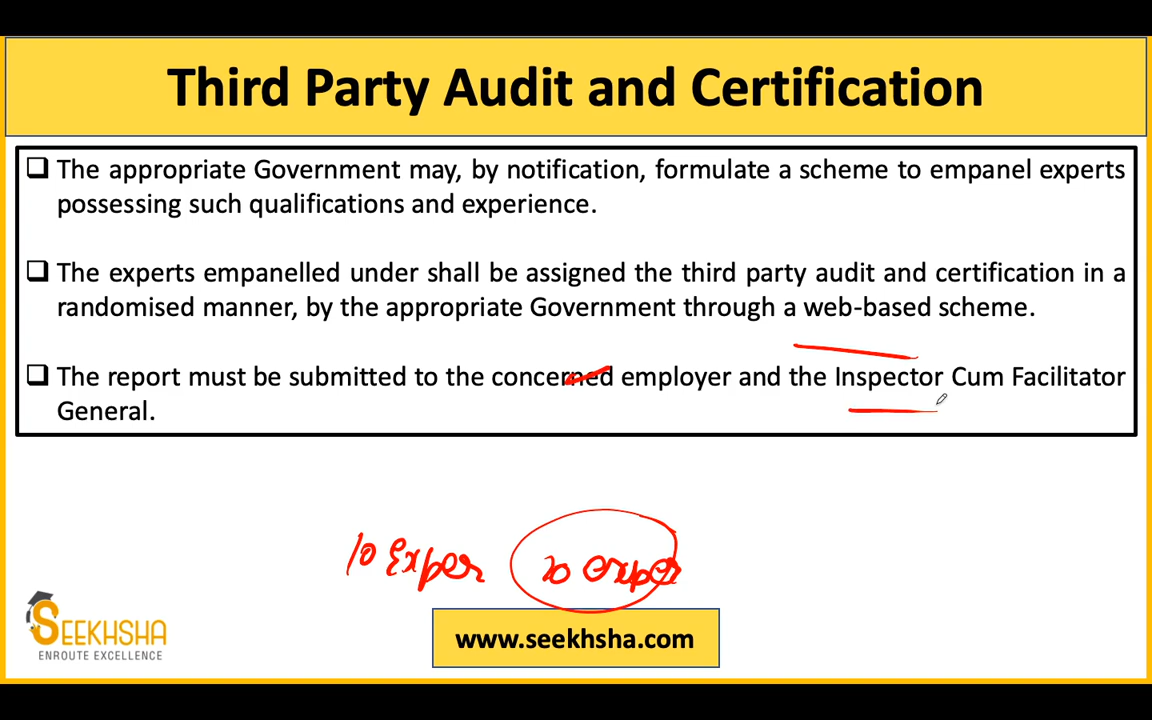 Third Party Audit and Certification
The appropriate Government may, by notification, formulate a scheme to empanel experts
possessing such qualifications and experience.
The experts empanelled under shall be assigned the third party audit and certification in a
randomised manner, by the appropriate Government through a web-based scheme.
The report must be submitted to the concerned employer and the Inspector Cum Facilitator
General.
10 Exper
exper
SEEKHSHA
ENROUTE EXCELLENCE
www.seekhsha.com